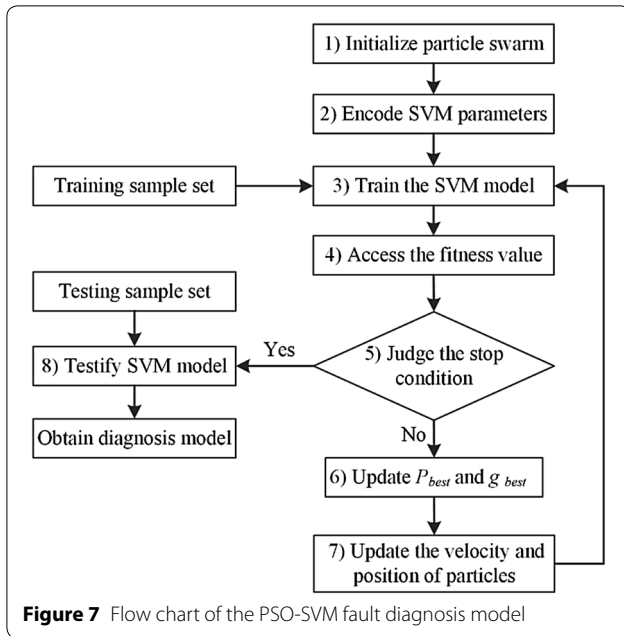 1) Initialize particle swarm
2) Encode SVM parameters
Training sample set
3) Train the SVM model
4) Access the fitness value
Testing sample set
5) Judge the stop
condition
Yes
8) Testify SVM model
No
Obtain diagnosis model
6) Update P_best and g_best
7) Update the velocity and
position of particles
Figure 7 Flow chart of the PSO-SVM fault diagnosis model